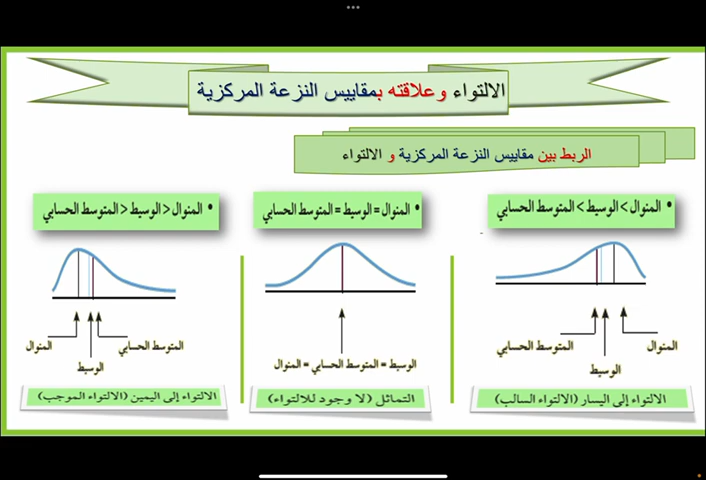 الالتواء وعلاقته بمقاييس النزعة المركزية
الربط بين مقاييس النزعة المركزية و الالتواء
• المنوال > الوسيط > المتوسط الحسابي
المنوال
المتوسط الحسابي
الوسيط
الالتواء إلى اليسار (الالتواء السالب)
• المنوال = الوسيط = المتوسط الحسابي
الوسيط = المتوسط الحسابي = المنوال
التماثل (لا وجود للالتواء)
• المنوال < الوسيط < المتوسط الحسابي
المتوسط الحسابي
المنوال
الوسيط
الالتواء إلى اليمين (الالتواء الموجب)